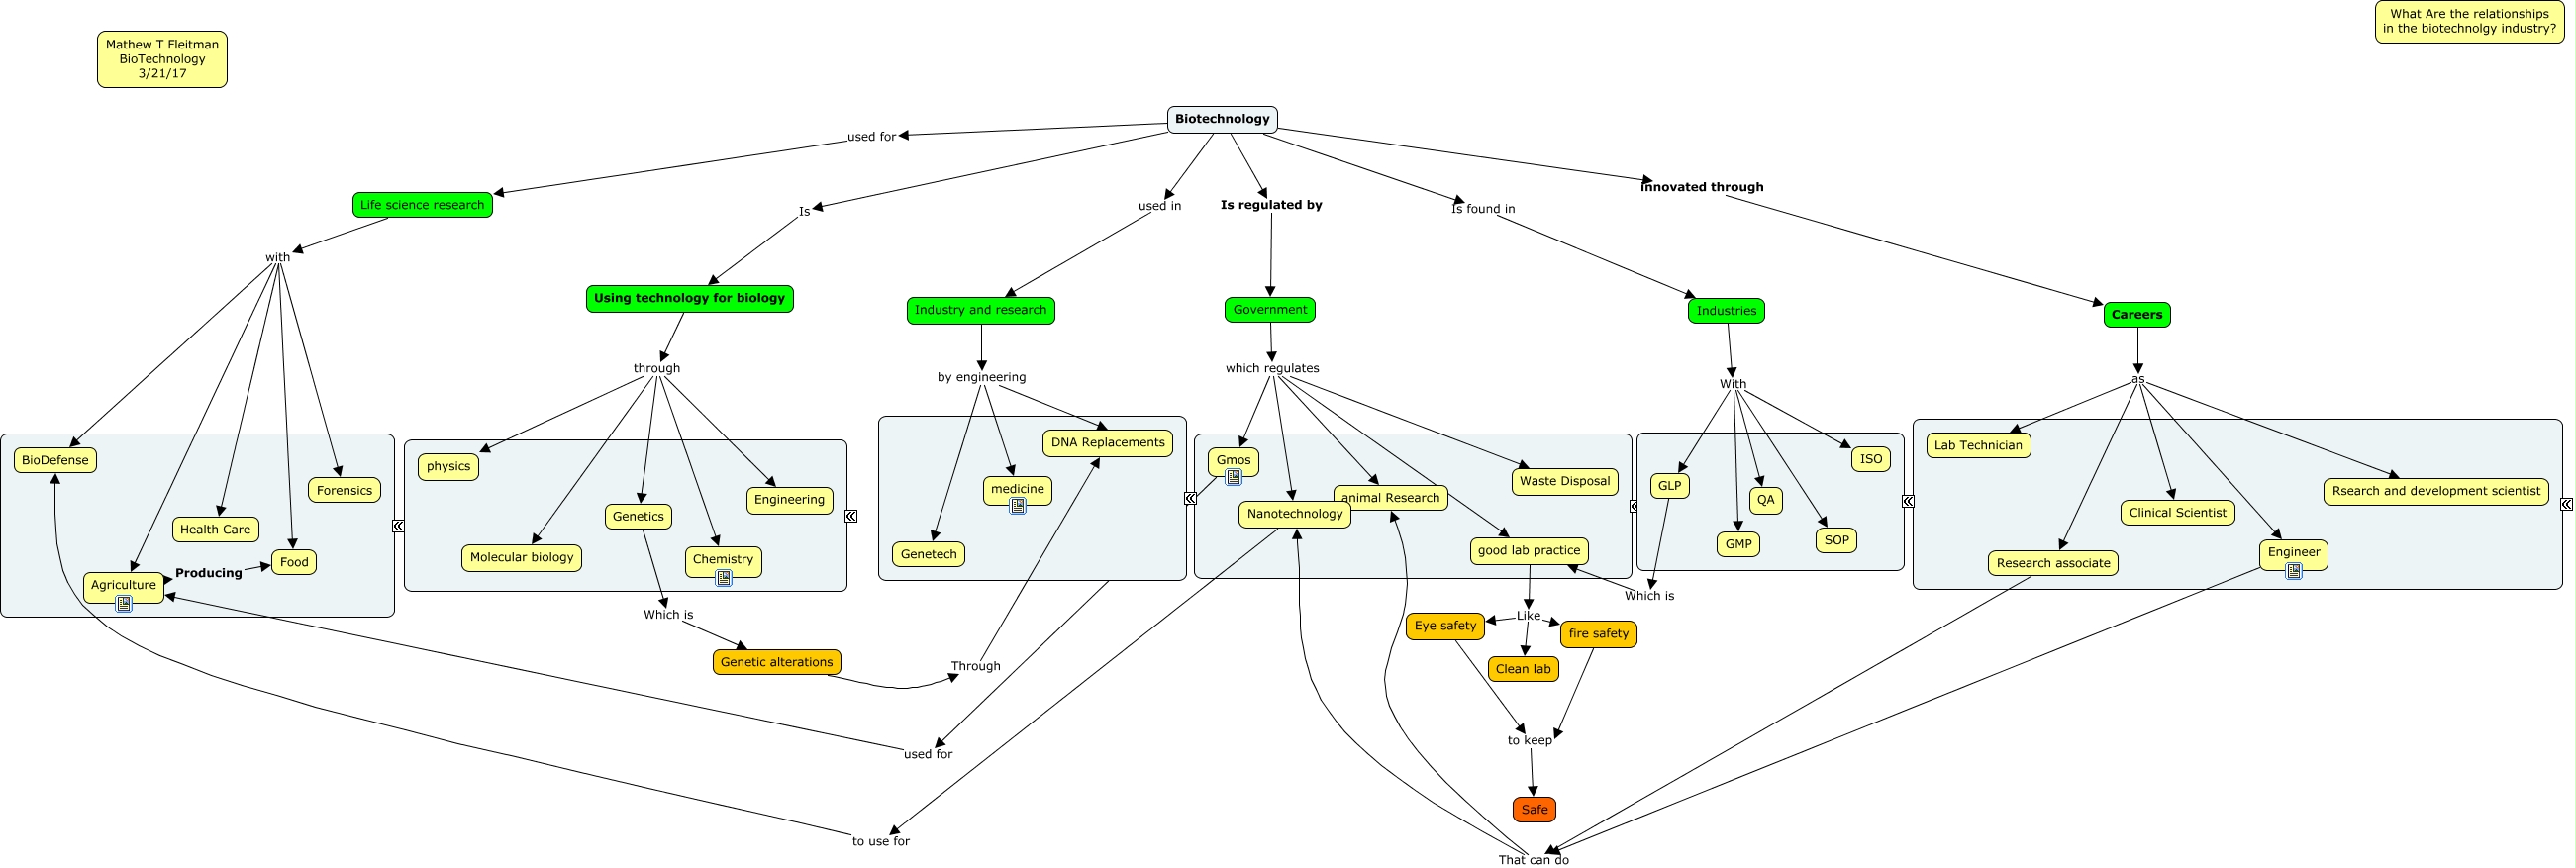 What Are the relationships
in the biotechnolgy industry?
Mathew T Fleitman
BioTechnology
3/21/17
Biotechnology
used for
Is
used in
Is regulated by
Is found in
innovated through
Life science research
with
Using technology for biology
Industry and research
Government
Industries
Careers
through
by engineering
which regulates
With
as
BioDefense
Forensics
Health Care
Food
Producing
Agriculture
physics
Engineering
Genetics
Molecular biology
Chemistry
DNA Replacements
medicine
Genetech
Gmos
Waste Disposal
animal Research
Nanotechnology
good lab practice
ISO
GLP
QA
GMP
SOP
Lab Technician
Rsearch and development scientist
Clinical Scientist
Engineer
Research associate
Which is
Which is
Genetic alterations
Through
Like
Eye safety
fire safety
Clean lab
used for
to keep
Safe
to use for
That can do